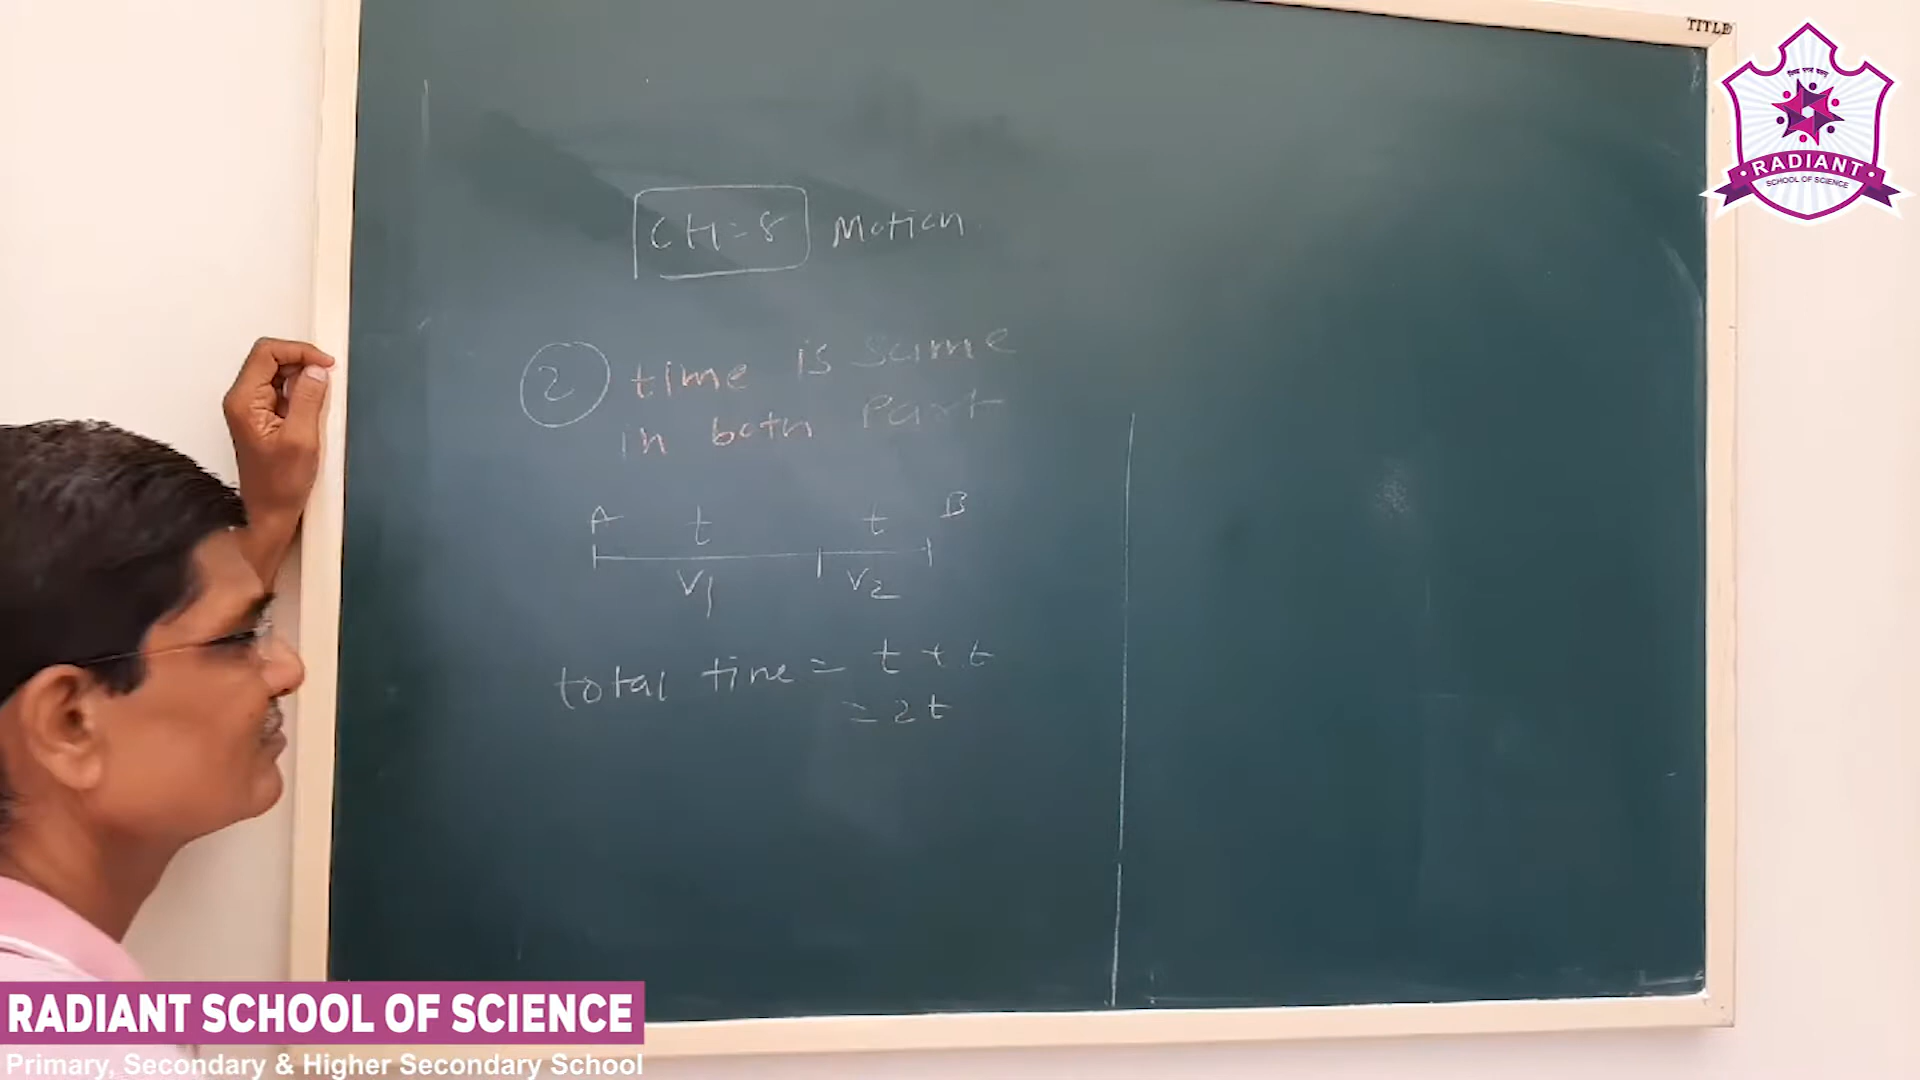 TITLE
RADIANT
SCHOOL OF SCIENCE
CH=8 Motion
2 time is same
in both Part
A t t B
V1 V2
total time = t + t
= 2t
RADIANT SCHOOL OF SCIENCE
Primary, Secondary & Higher Secondary School